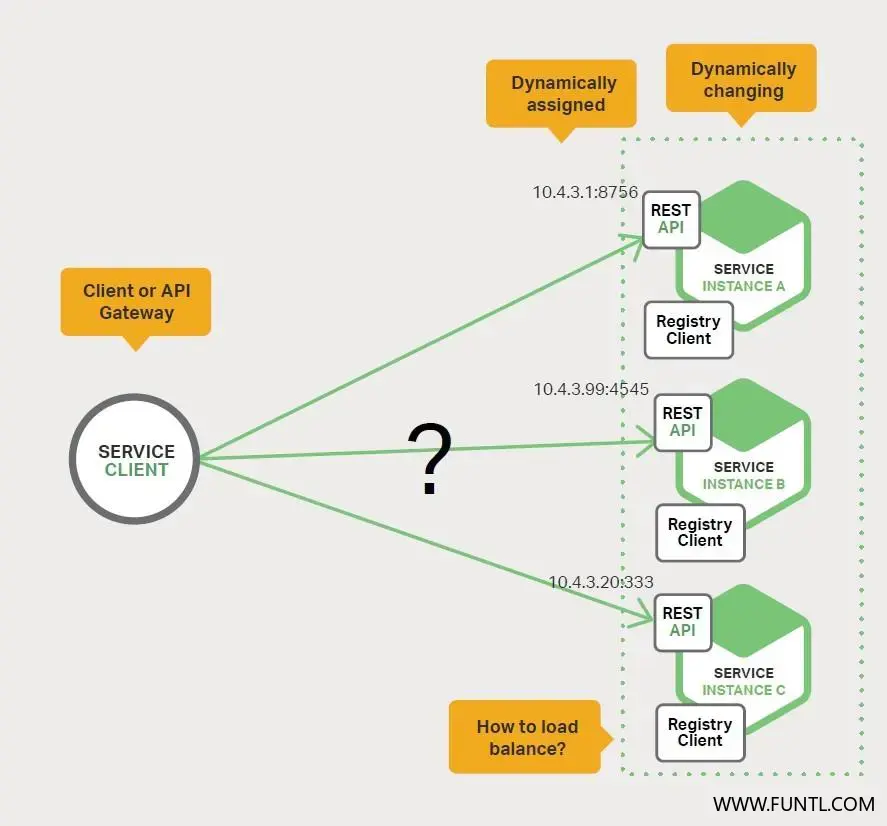 Dynamically
assigned
Dynamically
changing
10.4.3.1:8756
REST
API
SERVICE
INSTANCE A
Registry
Client
Client or API
Gateway
10.4.3.99:4545
REST
API
SERVICE
INSTANCE B
Registry
Client
SERVICE
CLIENT
?
10.4.3.20:333
REST
API
SERVICE
INSTANCE C
Registry
Client
How to load
balance?
WWW.FUNTL.COM